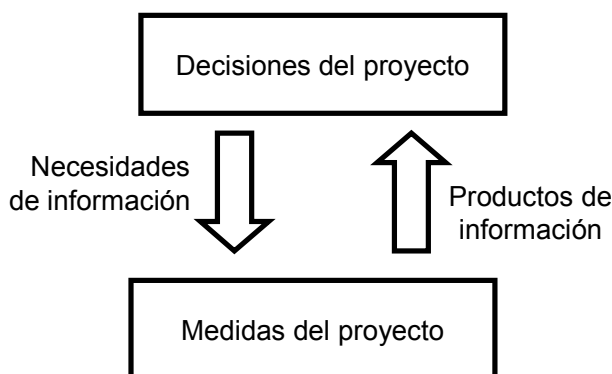 Decisiones del proyecto
Necesidades
de información
Productos de
información
Medidas del proyecto